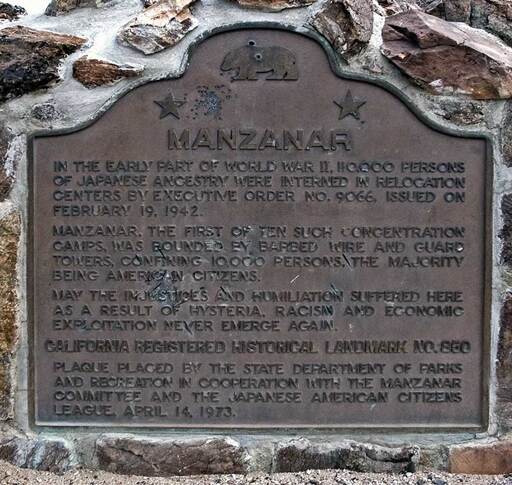 MANZANAR
IN THE EARLY PART OF WORLD WAR II, 110,000 PERSONS
OF JAPANESE ANCESTRY WERE INTERNED IN RELOCATION
CENTERS BY EXECUTIVE ORDER NO. 9066, ISSUED ON
FEBRUARY 19, 1942.
MANZANAR, THE FIRST OF TEN SUCH CONCENTRATION
CAMPS, WAS BOUNDED BY BARBED WIRE AND GUARD
TOWERS, CONFINING 10,000 PERSONS, THE MAJORITY
BEING AMERICAN CITIZENS.
MAY THE INJUSTICES AND HUMILIATION SUFFERED HERE
AS A RESULT OF HYSTERIA, RACISM AND ECONOMIC
EXPLOITATION NEVER EMERGE AGAIN.
CALIFORNIA REGISTERED HISTORICAL LANDMARK NO. 850
PLAQUE PLACED BY THE STATE DEPARTMENT OF PARKS
AND RECREATION IN COOPERATION WITH THE MANZANAR
COMMITTEE AND THE JAPANESE AMERICAN CITIZENS
LEAGUE, APRIL 14, 1973.